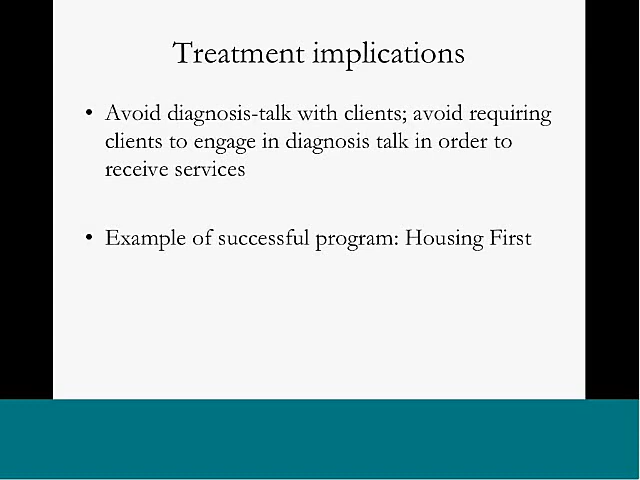 Treatment implications
• Avoid diagnosis-talk with clients; avoid requiring
clients to engage in diagnosis talk in order to
receive services
• Example of successful program: Housing First